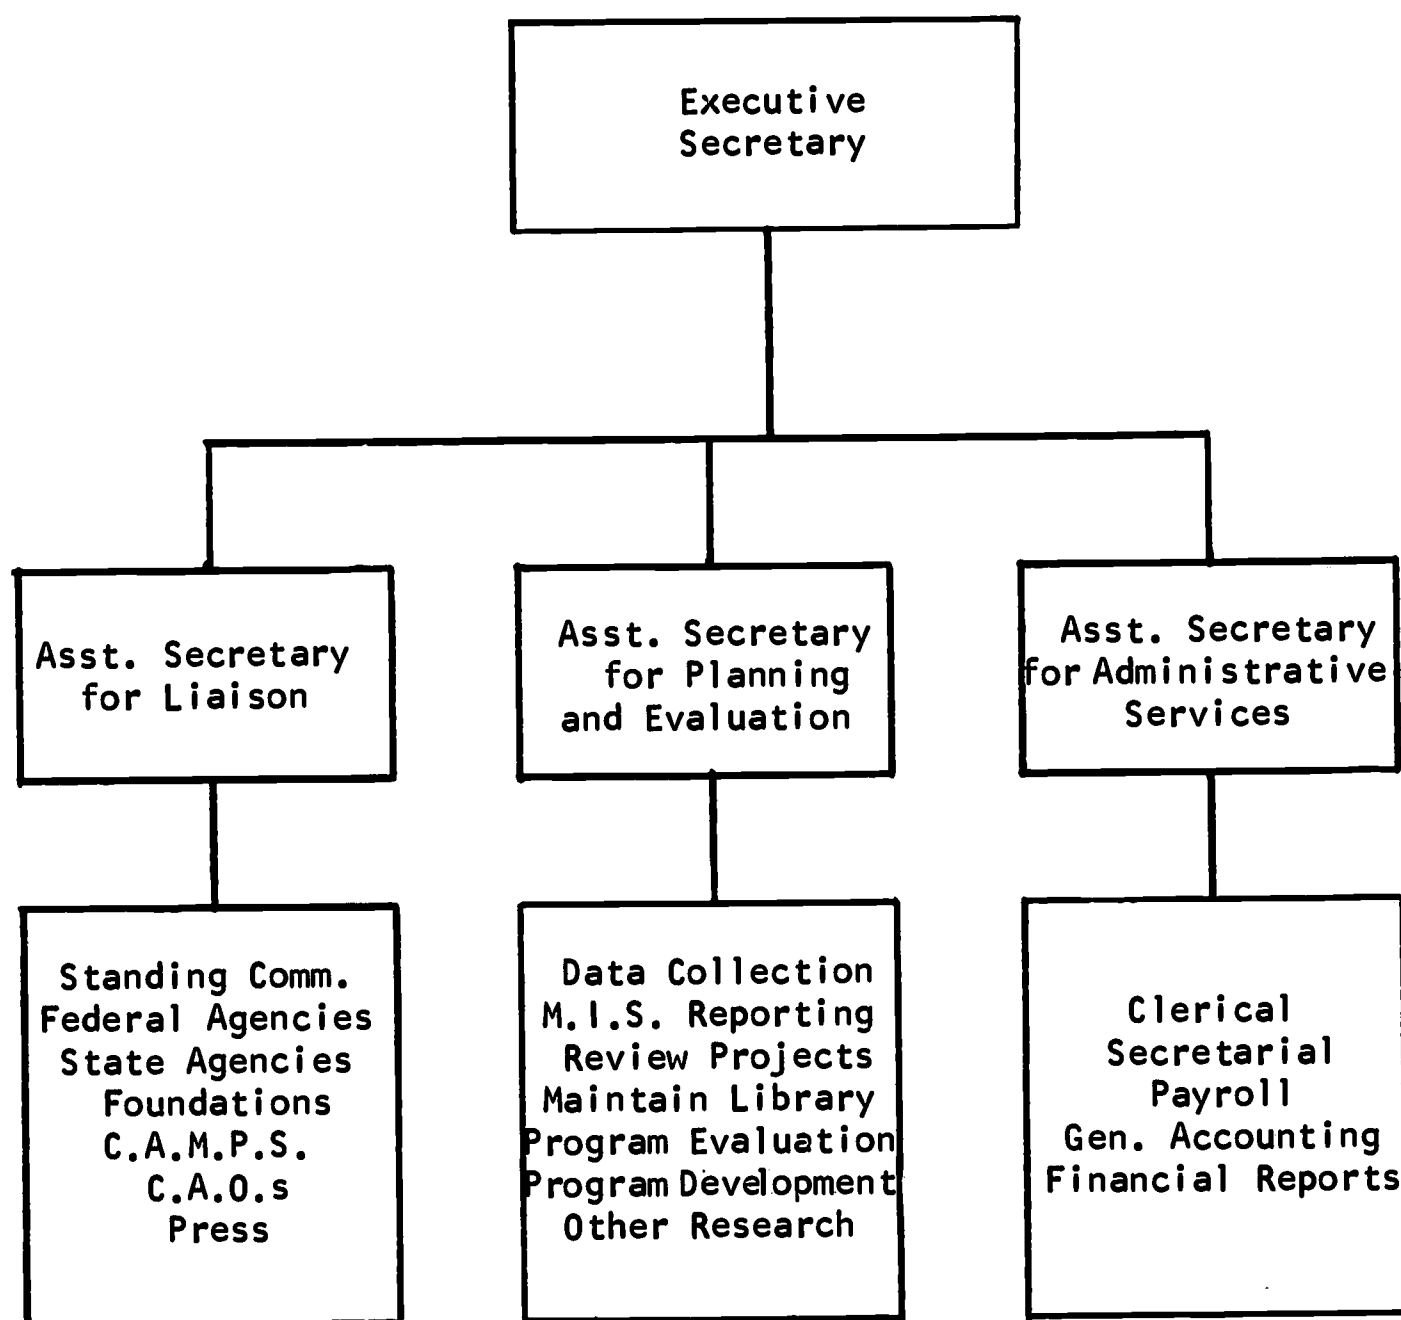 Executive
Secretary
Asst. Secretary
for Liaison
Asst. Secretary
for Planning
and Evaluation
Asst. Secretary
for Administrative
Services
Standing Comm.
Federal Agencies
State Agencies
Foundations
C.A.M.P.S.
C.A.O.s
Press
Data Collection
M.I.S. Reporting
Review Projects
Maintain Library
Program Evaluation
Program Development
Other Research
Clerical
Secretarial
Payroll
Gen. Accounting
Financial Reports